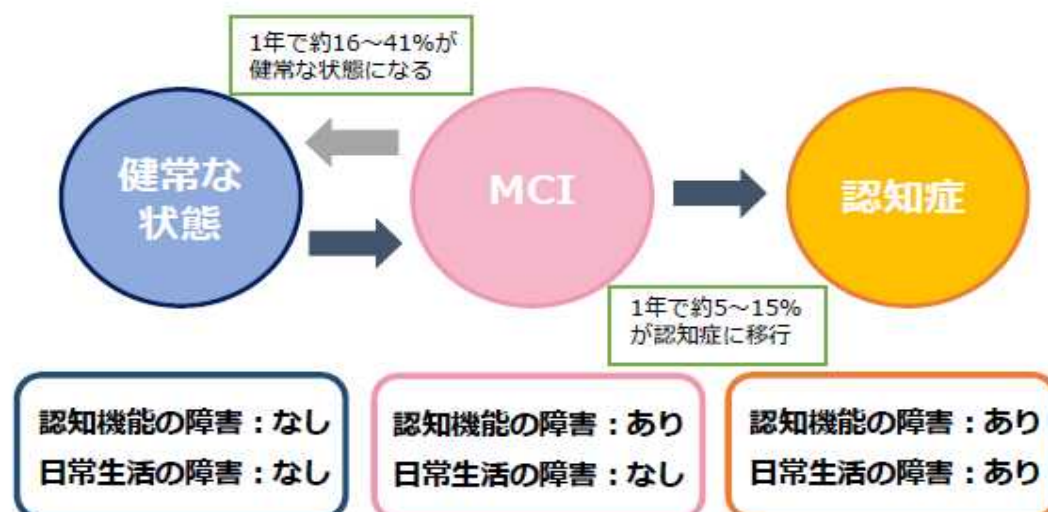 1年で約16～41%が
健常な状態になる
健常な
状態
MCI
認知症
1年で約5～15%
が認知症に移行
認知機能の障害：なし
日常生活の障害：なし
認知機能の障害：あり
日常生活の障害：なし
認知機能の障害：あり
日常生活の障害：あり